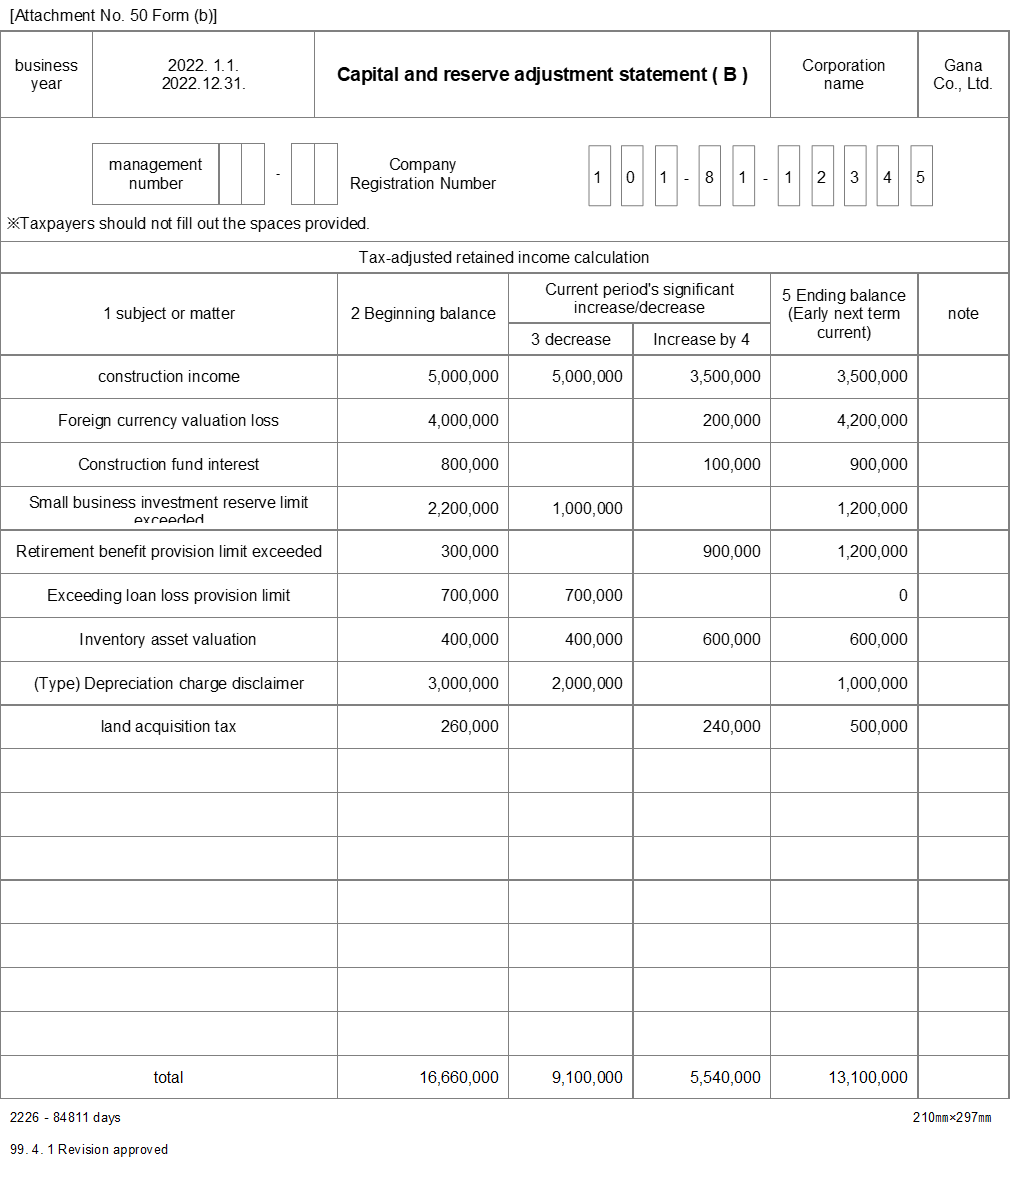 [Attachment No. 50 Form (b)]
business year
2022. 1.1.
2022.12.31.
Capital and reserve adjustment statement ( B )
Corporation name
Gana Co., Ltd.
management number
-
Company Registration Number
1 0 1 - 8 1 - 1 2 3 4 5
※Taxpayers should not fill out the spaces provided.
Tax-adjusted retained income calculation
1 subject or matter
2 Beginning balance
Current period's significant increase/decrease
3 decrease
Increase by 4
5 Ending balance (Early next term current)
note
construction income 5,000,000 5,000,000 3,500,000 3,500,000
Foreign currency valuation loss 4,000,000 200,000 4,200,000
Construction fund interest 800,000 100,000 900,000
Small business investment reserve limit exceeded 2,200,000 1,000,000 1,200,000
Retirement benefit provision limit exceeded 300,000 900,000 1,200,000
Exceeding loan loss provision limit 700,000 700,000 0
Inventory asset valuation 400,000 400,000 600,000 600,000
(Type) Depreciation charge disclaimer 3,000,000 2,000,000 1,000,000
land acquisition tax 260,000 240,000 500,000
total 16,660,000 9,100,000 5,540,000 13,100,000
2226 - 84811 days
210㎜×297㎜
99. 4. 1 Revision approved